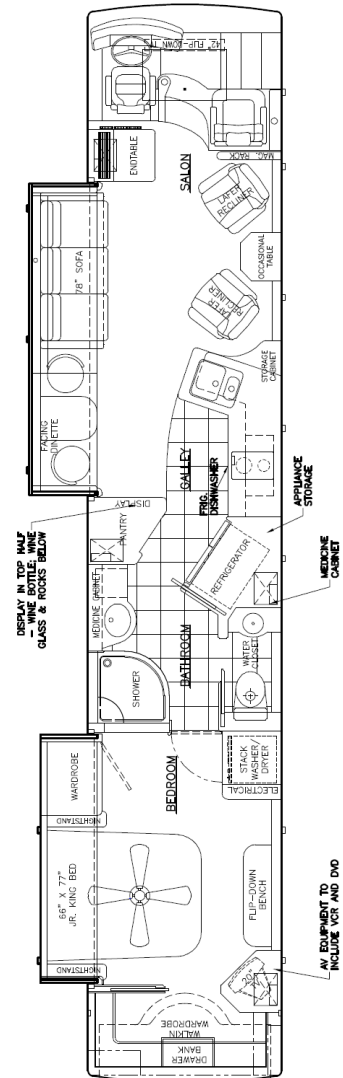 42" FLIP-DOWN TV
ENDTABLE
SALON
MAG. RACK
LAFER
RECLINER
78" SOFA
OCCASIONAL
TABLE
LAFER
RECLINER
FACING
DINETTE
STORAGE
CABINET
DISPLAY IN TOP HALF
- WINE BOTTLE; WINE
GLASS & ROCKS BELOW
DISPLAY
PANTRY
GALLEY
FRIG.
DISHWASHER
APPLIANCE
STORAGE
REFRIGERATOR
MEDICINE CABINET
MEDICINE
CABINET
BATHROOM
WATER
CLOSET
SHOWER
WARDROBE
BEDROOM
STACK
WASHER/
DRYER
ELECTRICAL
NIGHTSTAND
66" X 77"
JR. KING BED
FLIP-DOWN
BENCH
NIGHTSTAND
20"
AV EQUIPMENT TO
INCLUDE VCR AND DVD
WALKIN
WARDROBE
DRAWER
BANK